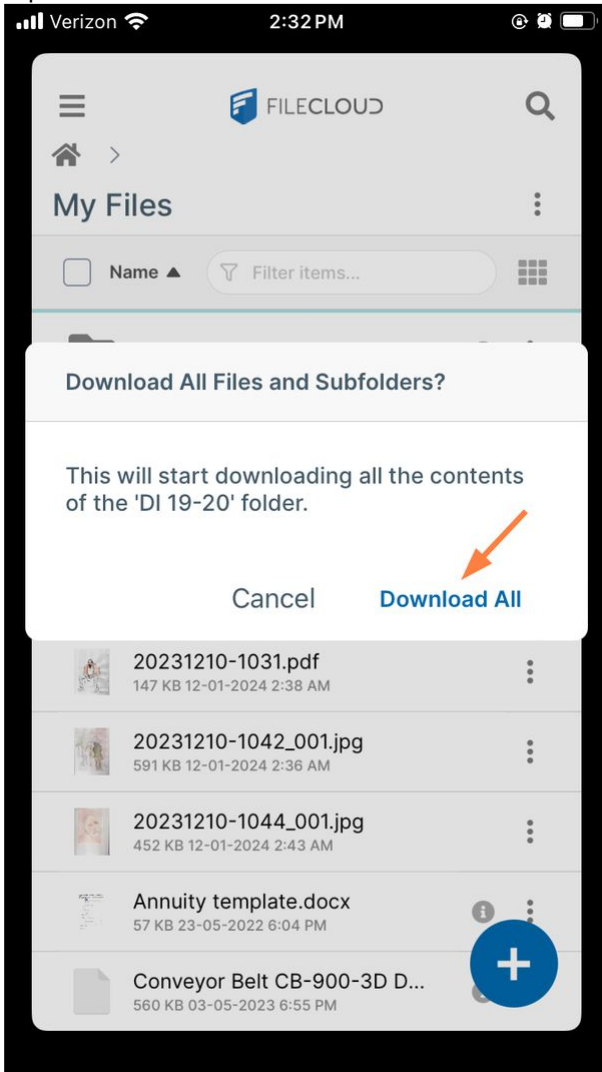 Verizon 2:32 PM
FILECLOUD
My Files
Name ▲ Filter items...
Download All Files and Subfolders?
This will start downloading all the contents
of the 'DI 19-20' folder.
Cancel Download All
20231210-1031.pdf
147 KB 12-01-2024 2:38 AM
20231210-1042_001.jpg
591 KB 12-01-2024 2:36 AM
20231210-1044_001.jpg
452 KB 12-01-2024 2:43 AM
Annuity template.docx
57 KB 23-05-2022 6:04 PM
Conveyor Belt CB-900-3D D...
560 KB 03-05-2023 6:55 PM